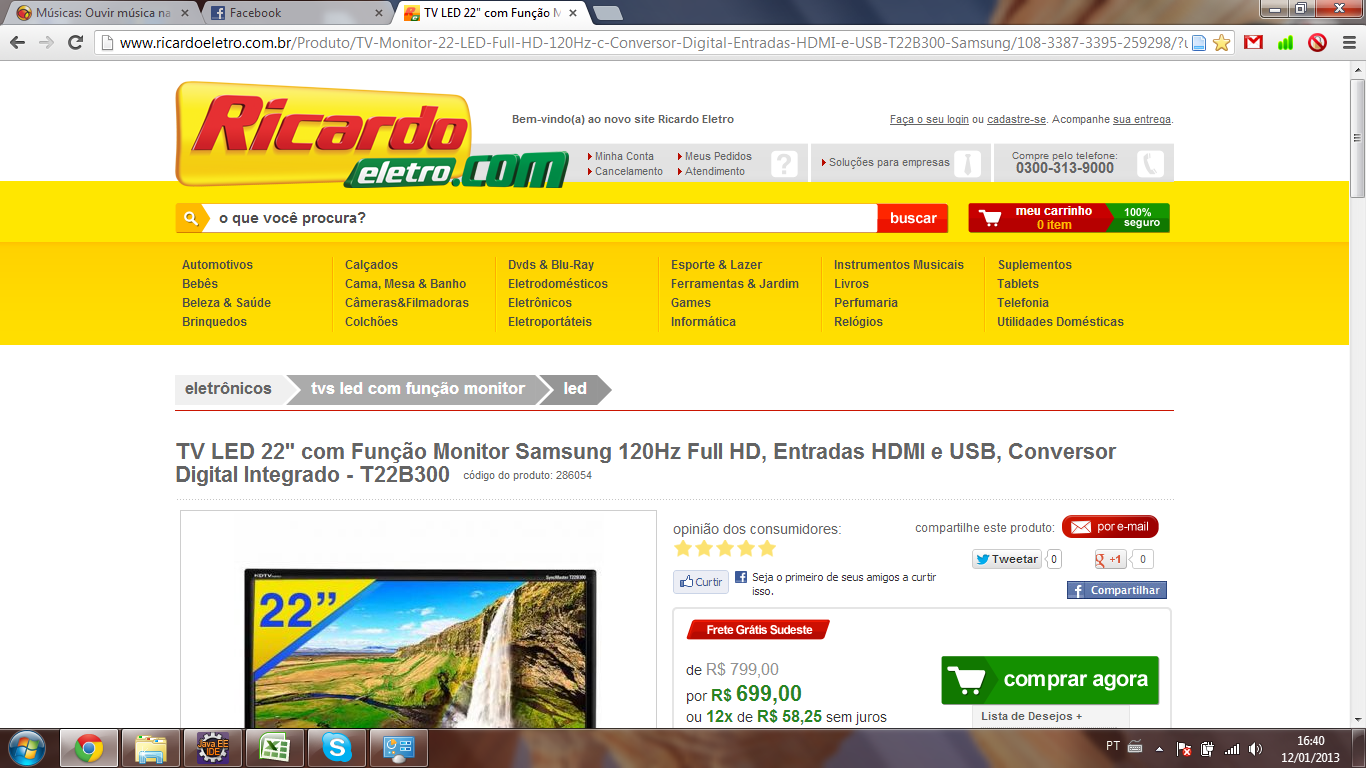 Músicas: Ouvir música na
Facebook
TV LED 22" com Função M
www.ricardoeletro.com.br/Produto/TV-Monitor-22-LED-Full-HD-120Hz-c-Conversor-Digital-Entradas-HDMI-e-USB-T22B300-Samsung/108-3387-3395-259298/?u
Ricardo
eletro.com
Bem-vindo(a) ao novo site Ricardo Eletro
Faça o seu login ou cadastre-se. Acompanhe sua entrega.
Minha Conta
Meus Pedidos
Cancelamento
Atendimento
?
Soluções para empresas
Compre pelo telefone:
0300-313-9000
o que você procura?
buscar
meu carrinho
0 item
100%
seguro
Automotivos
Bebês
Beleza & Saúde
Brinquedos
Calçados
Cama, Mesa & Banho
Câmeras&Filmadoras
Colchões
Dvds & Blu-Ray
Eletrodomésticos
Eletrônicos
Eletroportáteis
Esporte & Lazer
Ferramentas & Jardim
Games
Informática
Instrumentos Musicais
Livros
Perfumaria
Relógios
Suplementos
Tablets
Telefonia
Utilidades Domésticas
eletrônicos
tvs led com função monitor
led
TV LED 22" com Função Monitor Samsung 120Hz Full HD, Entradas HDMI e USB, Conversor
Digital Integrado - T22B300 código do produto: 286054
HDTV
SyncMaster T22B300
22”
opinião dos consumidores:
compartilhe este produto:
por e-mail
Tweetar
0
+1
0
Curtir
Seja o primeiro de seus amigos a curtir
isso.
Compartilhar
Frete Grátis Sudeste
de R$ 799,00
por R$ 699,00
ou 12x de R$ 58,25 sem juros
comprar agora
Lista de Desejos +
Java EE
IDE
PT
16:40
12/01/2013